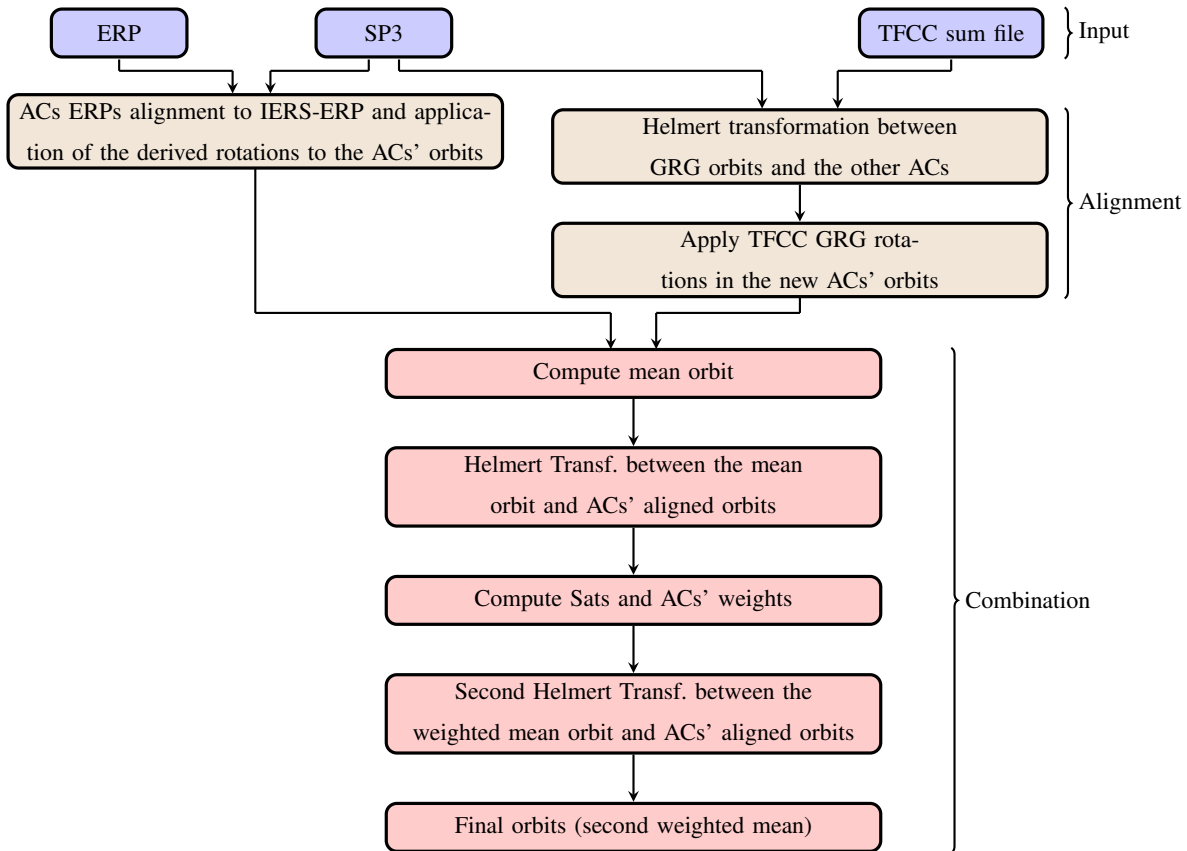 ERP
SP3
TFCC sum file
Input
ACs ERPs alignment to IERS-ERP and applica-
tion of the derived rotations to the ACs' orbits
Helmert transformation between
GRG orbits and the other ACs
Alignment
Apply TFCC GRG rota-
tions in the new ACs' orbits
Compute mean orbit
Helmert Transf. between the mean
orbit and ACs' aligned orbits
Compute Sats and ACs' weights
Combination
Second Helmert Transf. between the
weighted mean orbit and ACs' aligned orbits
Final orbits (second weighted mean)